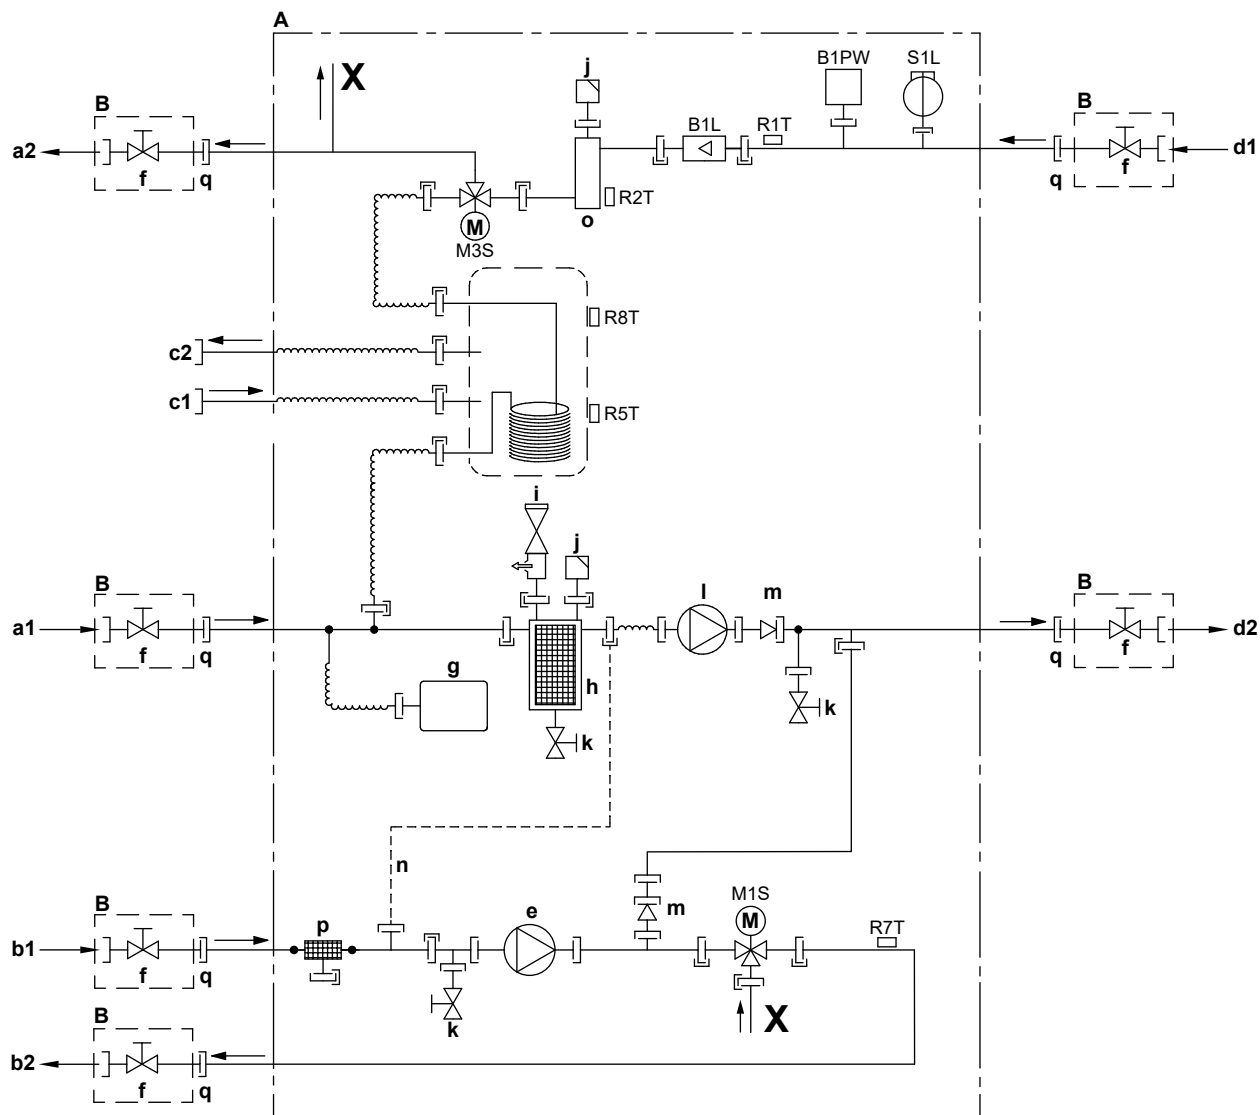 A
X
j
B1PW
S1L
B
B
B1L
R1T
a2
d1
f
q
q
f
R2T
M
o
M3S
R8T
c2
c1
R5T
i
j
B
l
m
B
a1
d2
f
q
q
f
g
h
k
k
n
M1S
B
p
e
m
M
R7T
b1
f
q
X
B
k
b2
f
q